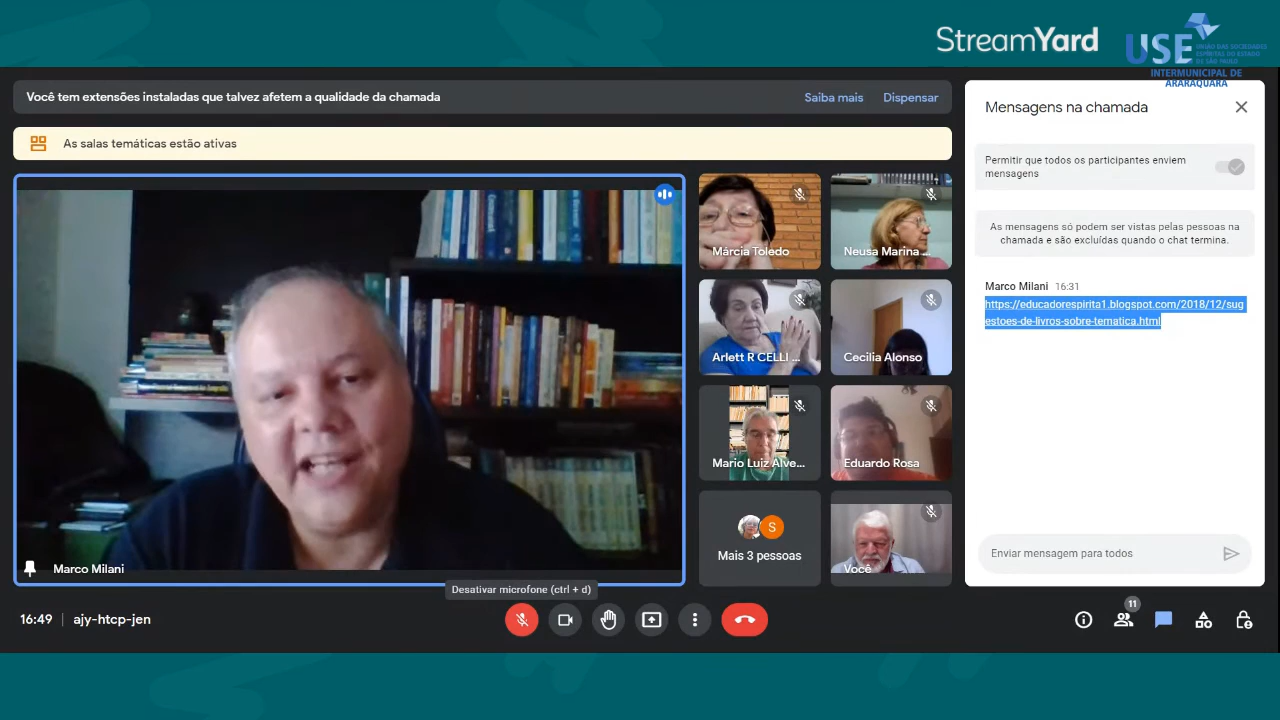 StreamYard
USE
UNIÃO DAS SOCIEDADES
ESPÍRITAS DO ESTADO
DE SÃO PAULO
INTERMUNICIPAL DE
ARARAQUARA
Você tem extensões instaladas que talvez afetem a qualidade da chamada
Saiba mais
Dispensar
As salas temáticas estão ativas
Marco Milani
Márcia Toledo
Neusa Marina ...
Arlett R CELLI ...
Cecília Alonso
Mario Luiz Alve...
Eduardo Rosa
S
Mais 3 pessoas
Você
Mensagens na chamada
Permitir que todos os participantes enviem
mensagens
As mensagens só podem ser vistas pelas pessoas na
chamada e são excluídas quando o chat termina.
Marco Milani 16:31
https://educadorespirita1.blogspot.com/2018/12/sug
estoes-de-livros-sobre-tematica.html
Enviar mensagem para todos
Desativar microfone (ctrl + d)
16:49 | ajy-htcp-jen
11